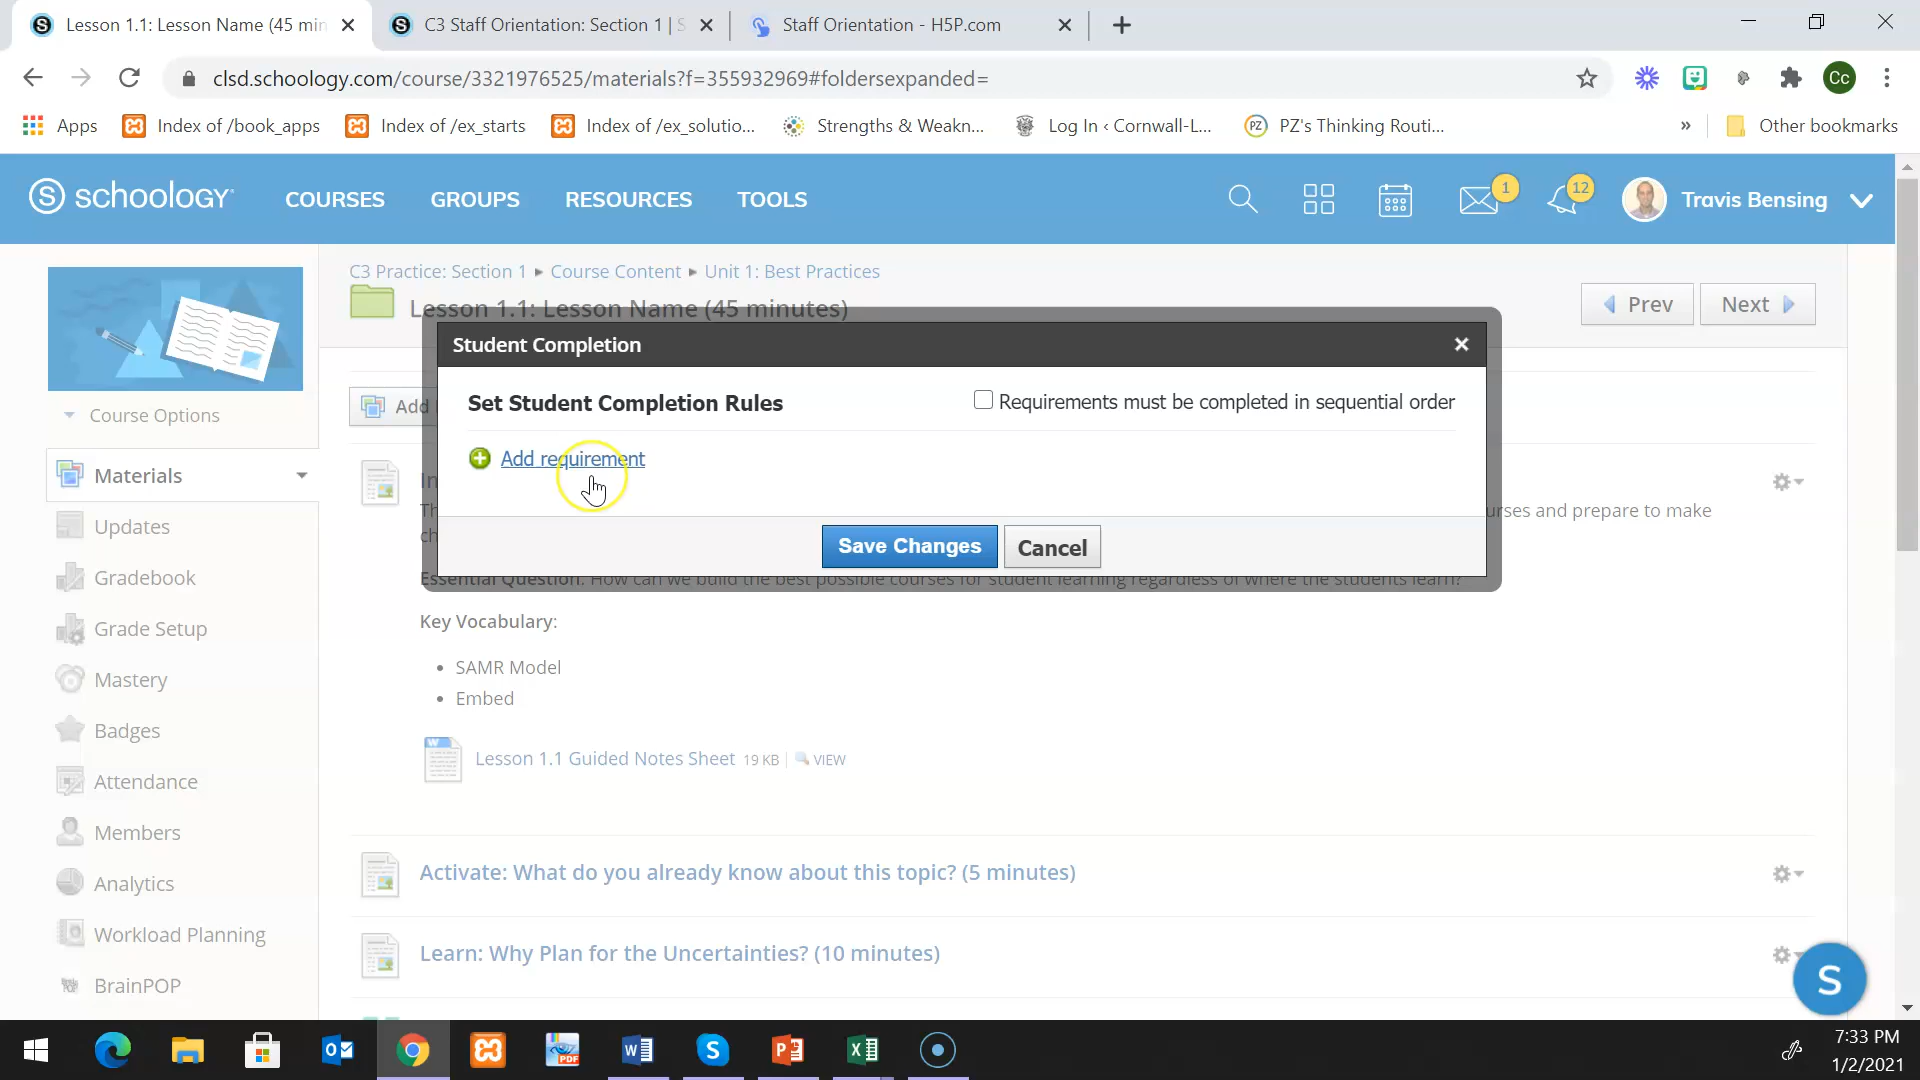 Lesson 1.1: Lesson Name (45 min
C3 Staff Orientation: Section 1 | S
Staff Orientation - H5P.com
clsd.schoology.com/course/3321976525/materials?f=355932969#foldersexpanded=
Cc
Apps
Index of /book_apps
Index of /ex_starts
Index of /ex_solutio...
Strengths & Weakn...
Log In ‹ Cornwall-L...
PZ
PZ's Thinking Routi...
»
Other bookmarks
S schoology
COURSES
GROUPS
RESOURCES
TOOLS
1
12
Travis Bensing
C3 Practice: Section 1 ▸ Course Content ▸ Unit 1: Best Practices
Lesson 1.1: Lesson Name (45 minutes)
Prev
Next
Course Options
Add
Student Completion
×
Set Student Completion Rules
Requirements must be completed in sequential order
Add requirement
Save Changes
Cancel
Materials
Updates
Gradebook
Grade Setup
Mastery
Badges
Attendance
Members
Analytics
Workload Planning
BrainPOP
In
Th
urses and prepare to make
ch
Essential Question: How can we build the best possible courses for student learning regardless of where the students learn?
Key Vocabulary:
• SAMR Model
• Embed
Lesson 1.1 Guided Notes Sheet 19 KB | VIEW
Activate: What do you already know about this topic? (5 minutes)
Learn: Why Plan for the Uncertainties? (10 minutes)
S
7:33 PM
1/2/2021